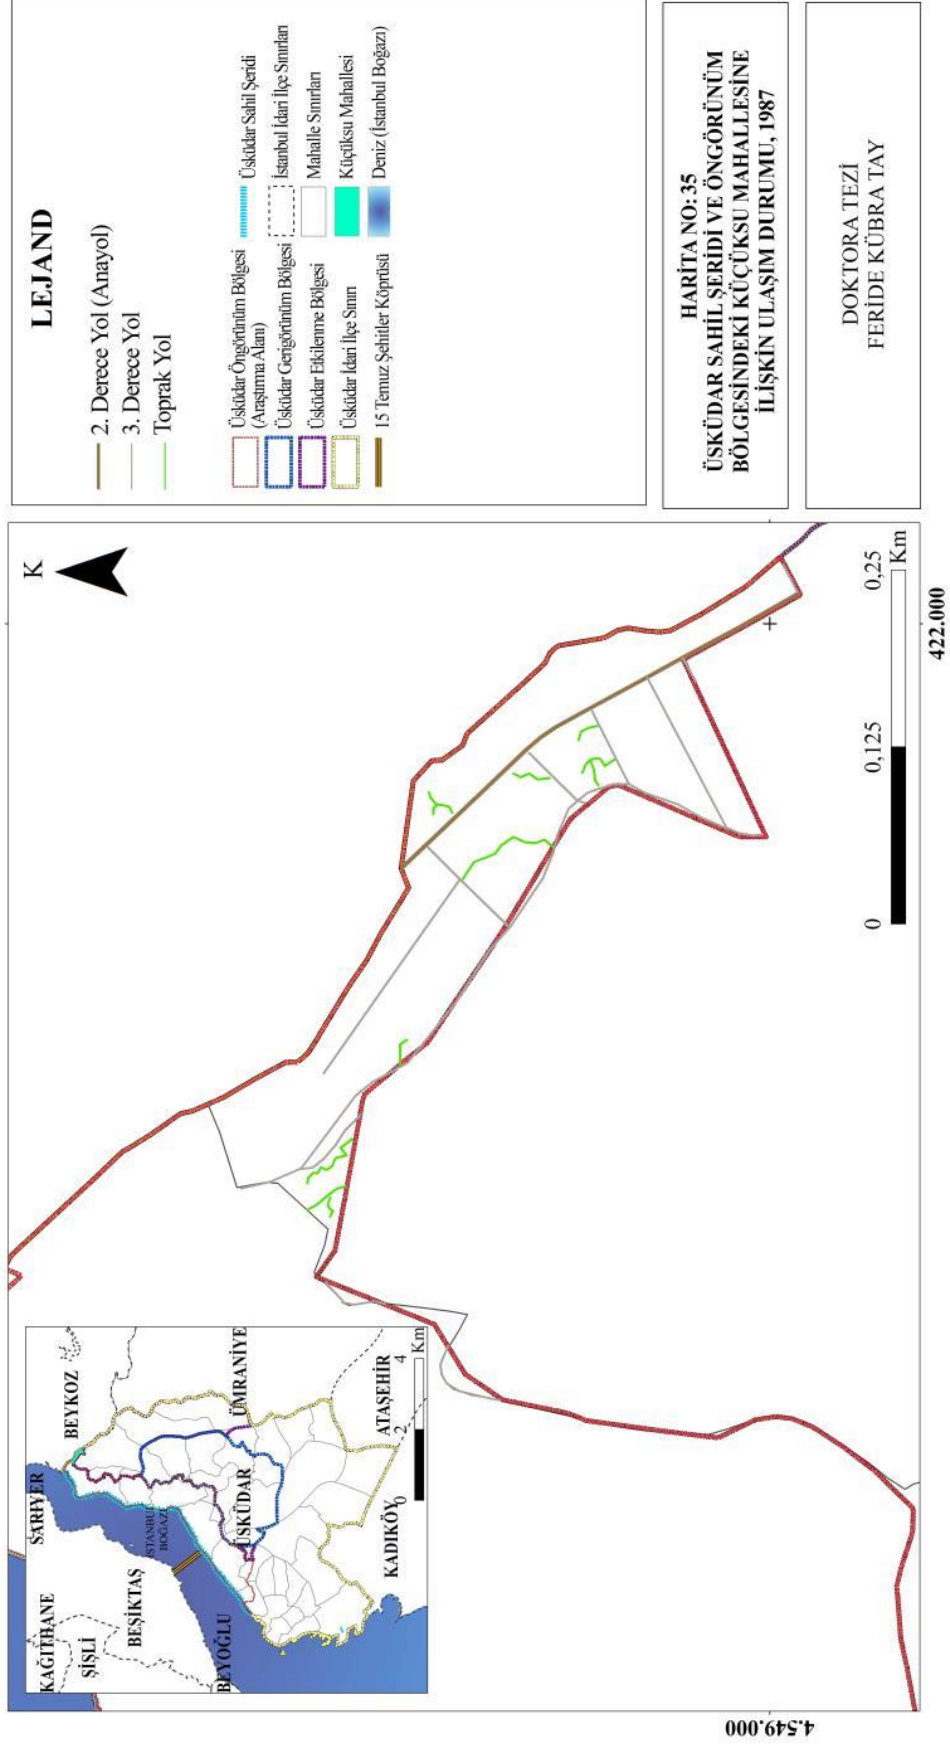 LEJAND
2. Derece Yol (Anayol)
3. Derece Yol
Toprak Yol
Üsküdar Öngörünüm Bölgesi
(Araştırma Alanı)
Üsküdar Gerigörünüm Bölgesi
Üsküdar Etkilenme Bölgesi
Üsküdar İdari İlçe Sınırı
15 Temuz Şehitler Köprüsü
Üsküdar Sahil Şeridi
İstanbul İdari İlçe Sınırları
Mahalle Sınırları
Küçüksu Mahallesi
Deniz (İstanbul Boğazı)
HARİTA NO: 35
ÜSKÜDAR SAHİL ŞERİDİ VE ÖNGÖRÜNÜM
BÖLGESİNDEKİ KÜÇÜKSU MAHALLESİNE
İLİŞKİN ULAŞIM DURUMU, 1987
DOKTORA TEZİ
FERİDE KÜBRA TAY
K
0 0,125 0,25
Km
422.000
4.549.000
KAĞITHANE
ŞİŞLİ
BEŞİKTAŞ
BEYOĞLU
SARIYER
İSTANBUL
BOĞAZI
ÜSKÜDAR
KADIKÖY
BEYKOZ
ÜMRANİYE
ATAŞEHİR
0 2 4
Km